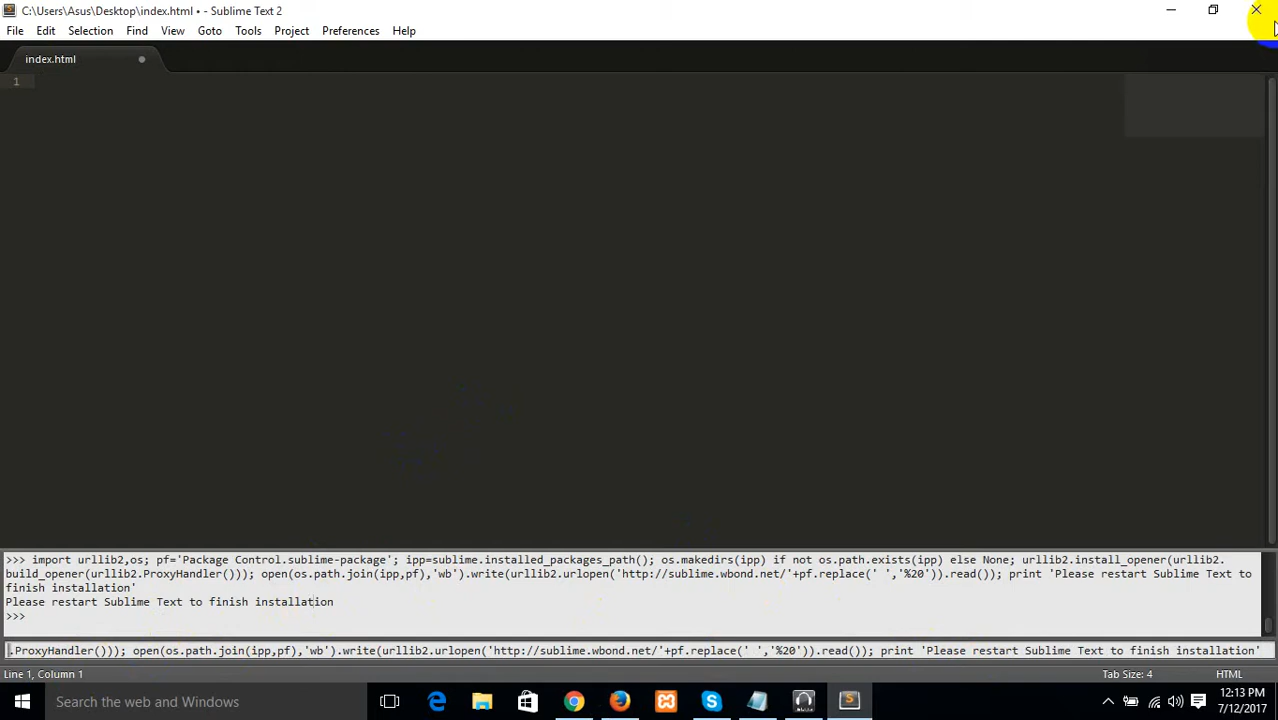 C:\Users\Asus\Desktop\index.html • - Sublime Text 2
File Edit Selection Find View Goto Tools Project Preferences Help
index.html
1
>>> import urllib2,os; pf='Package Control.sublime-package'; ipp=sublime.installed_packages_path(); os.makedirs(ipp) if not os.path.exists(ipp) else None; urllib2.install_opener(urllib2.
build_opener(urllib2.ProxyHandler())); open(os.path.join(ipp,pf),'wb').write(urllib2.urlopen('http://sublime.wbond.net/'+pf.replace(' ','%20')).read()); print 'Please restart Sublime Text to
finish installation'
Please restart Sublime Text to finish installation
>>>
.ProxyHandler())); open(os.path.join(ipp,pf),'wb').write(urllib2.urlopen('http://sublime.wbond.net/'+pf.replace(' ','%20')).read()); print 'Please restart Sublime Text to finish installation'
Line 1, Column 1 Tab Size: 4 HTML
Search the web and Windows
12:13 PM
7/12/2017